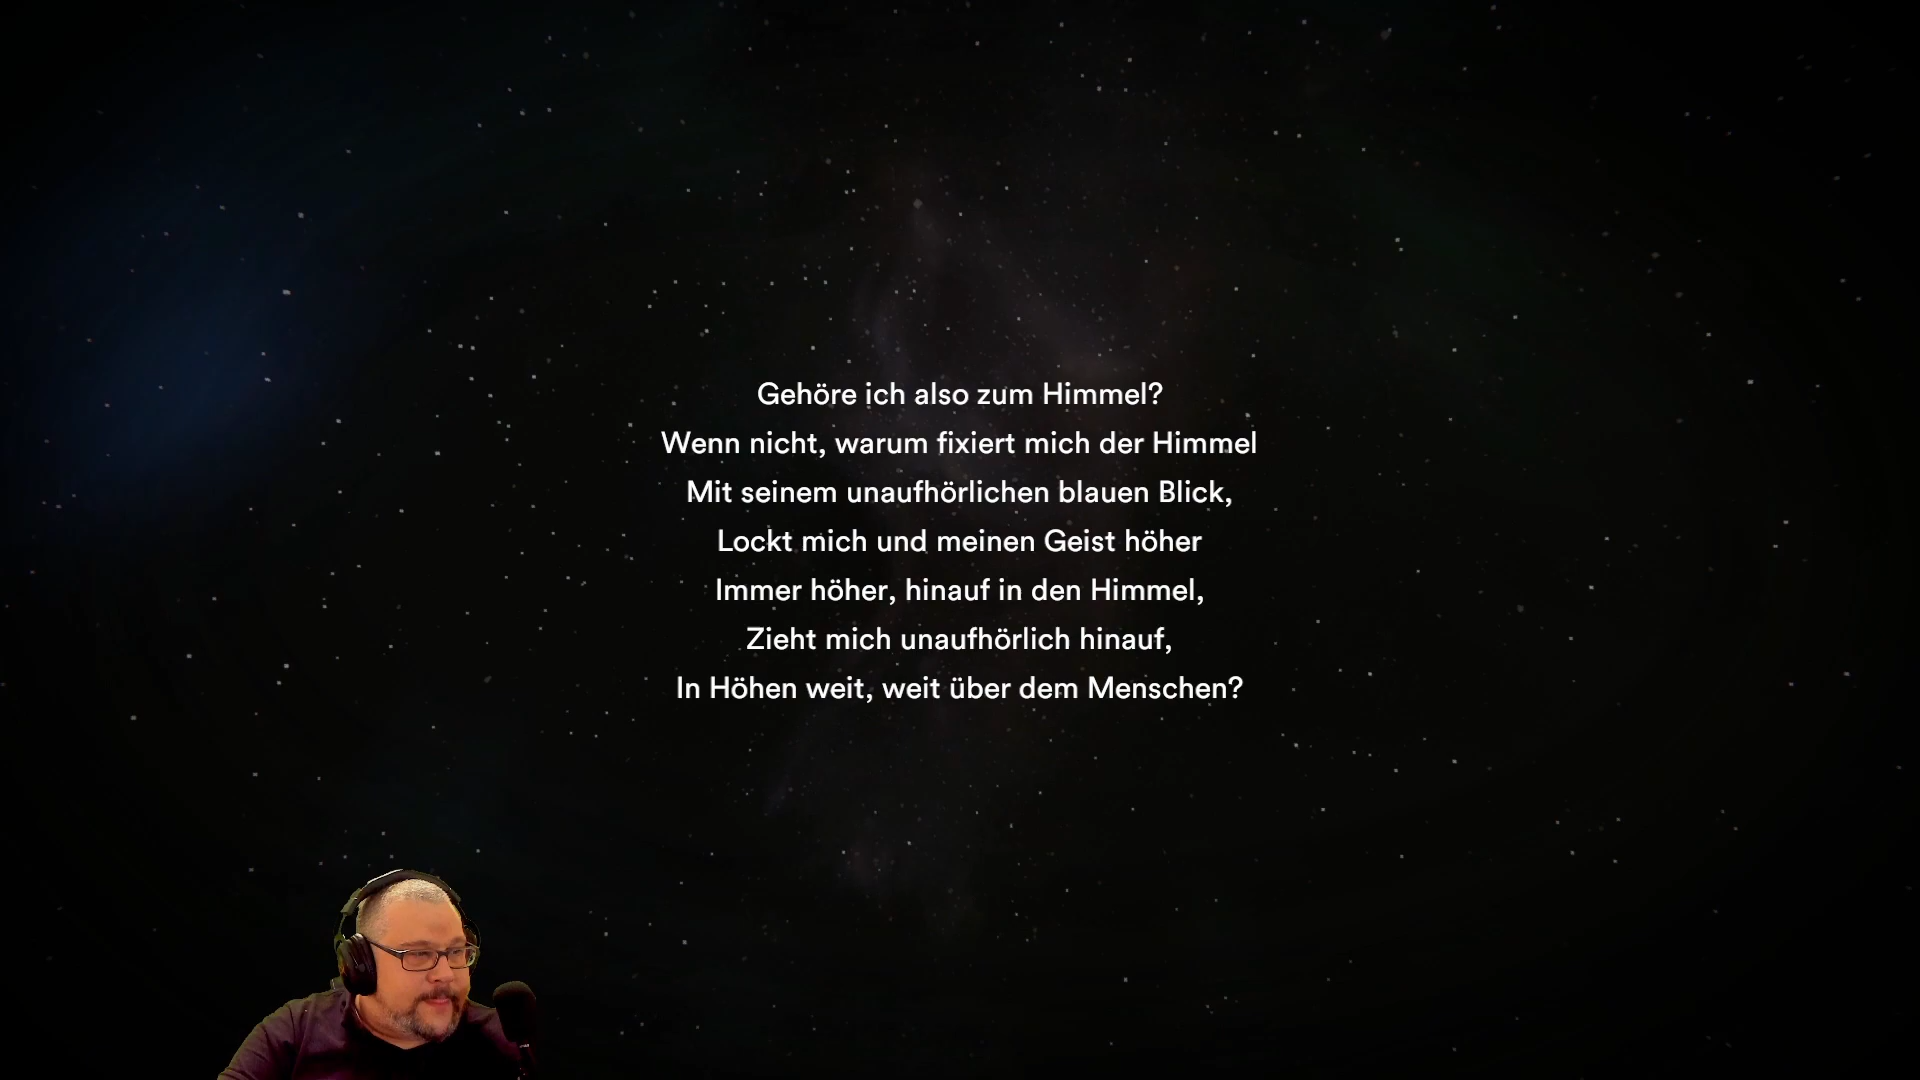 Gehöre ich also zum Himmel?
Wenn nicht, warum fixiert mich der Himmel
Mit seinem unaufhörlichen blauen Blick,
Lockt mich und meinen Geist höher
Immer höher, hinauf in den Himmel,
Zieht mich unaufhörlich hinauf,
In Höhen weit, weit über dem Menschen?